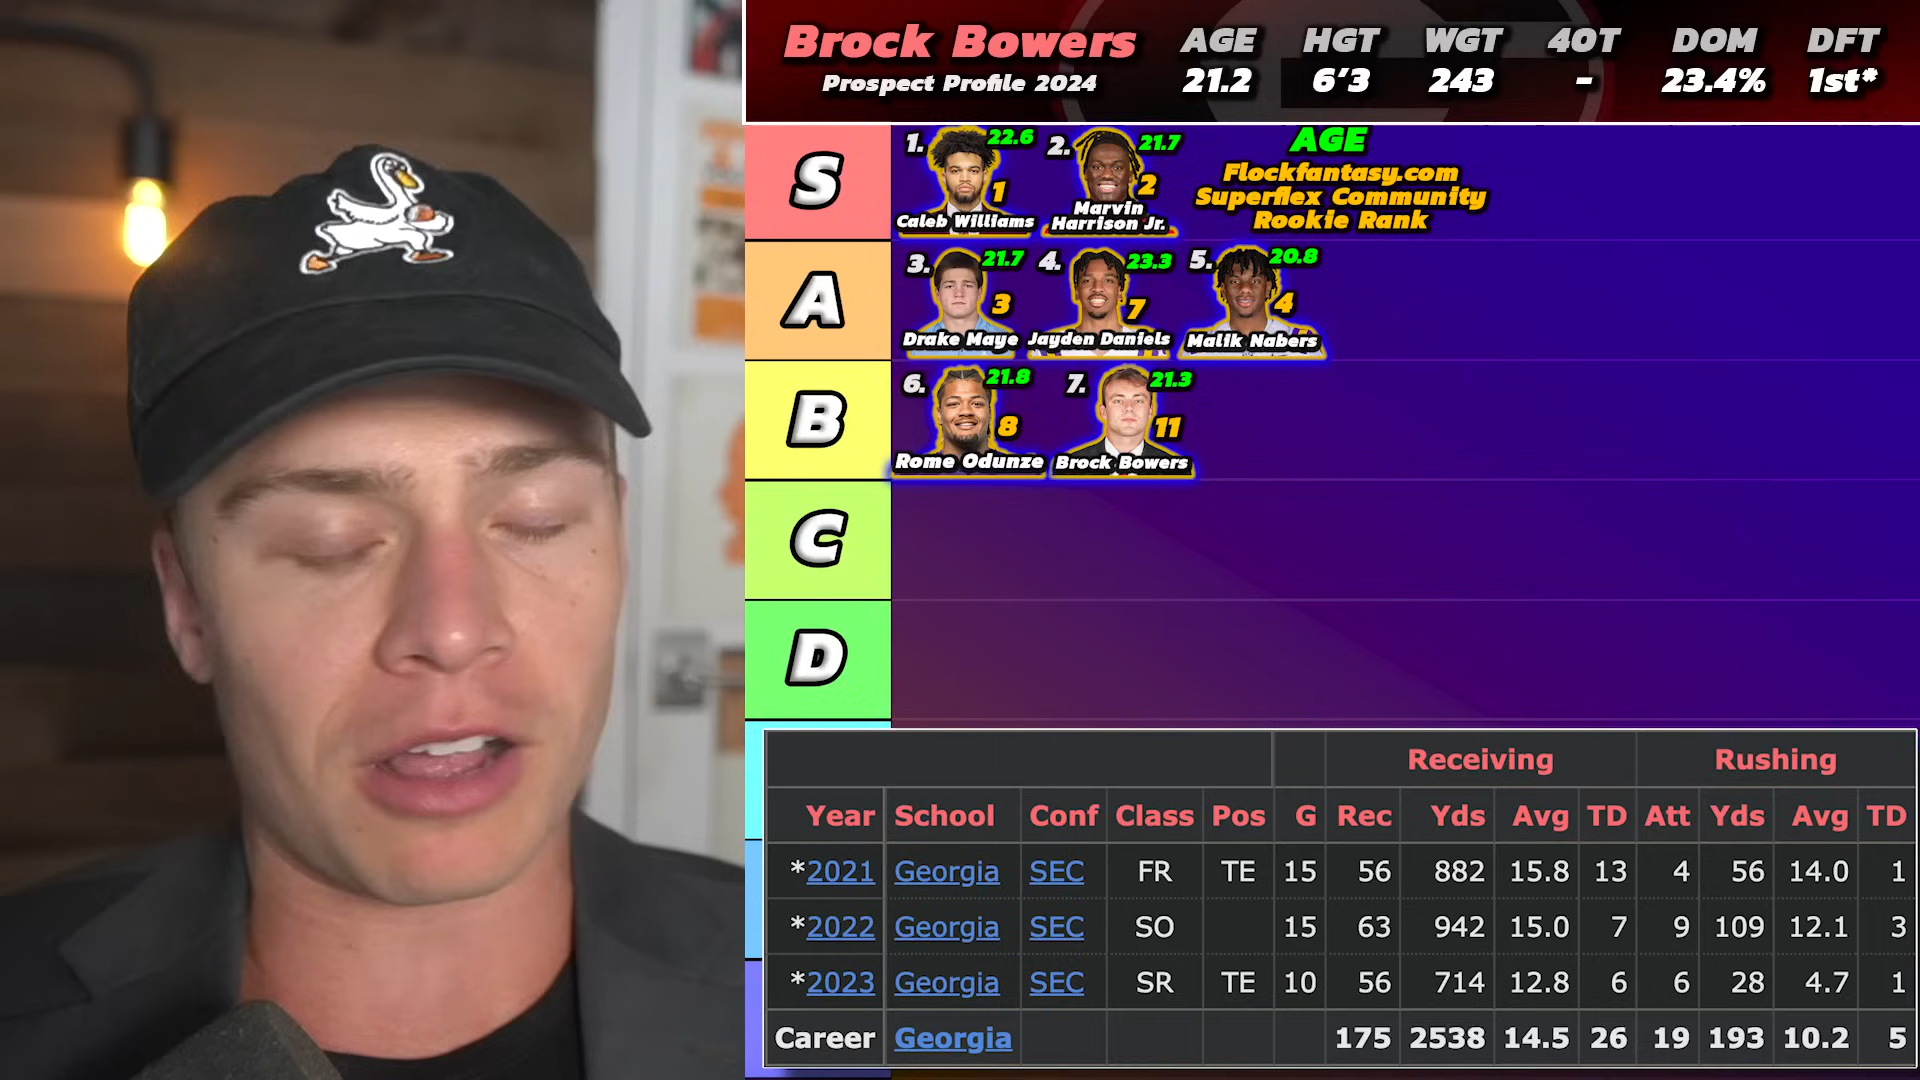 Brock Bowers
Prospect Profile 2024
AGE HGT WGT 40T DOM DFT
21.2 6'3 243 - 23.4% 1st*
S
1. 22.6
1
Caleb Williams
2. 21.7
2
Marvin
Harrison Jr.
AGE
Flockfantasy.com
Superflex Community
Rookie Rank
A
3. 21.7
3
Drake Maye
4. 23.3
7
Jayden Daniels
5. 20.8
4
Malik Nabers
B
6. 21.8
8
Rome Odunze
7. 21.3
11
Brock Bowers
C
D
Receiving Rushing
Year School Conf Class Pos G Rec Yds Avg TD Att Yds Avg TD
*2021 Georgia SEC FR TE 15 56 882 15.8 13 4 56 14.0 1
*2022 Georgia SEC SO 15 63 942 15.0 7 9 109 12.1 3
*2023 Georgia SEC SR TE 10 56 714 12.8 6 6 28 4.7 1
Career Georgia 175 2538 14.5 26 19 193 10.2 5